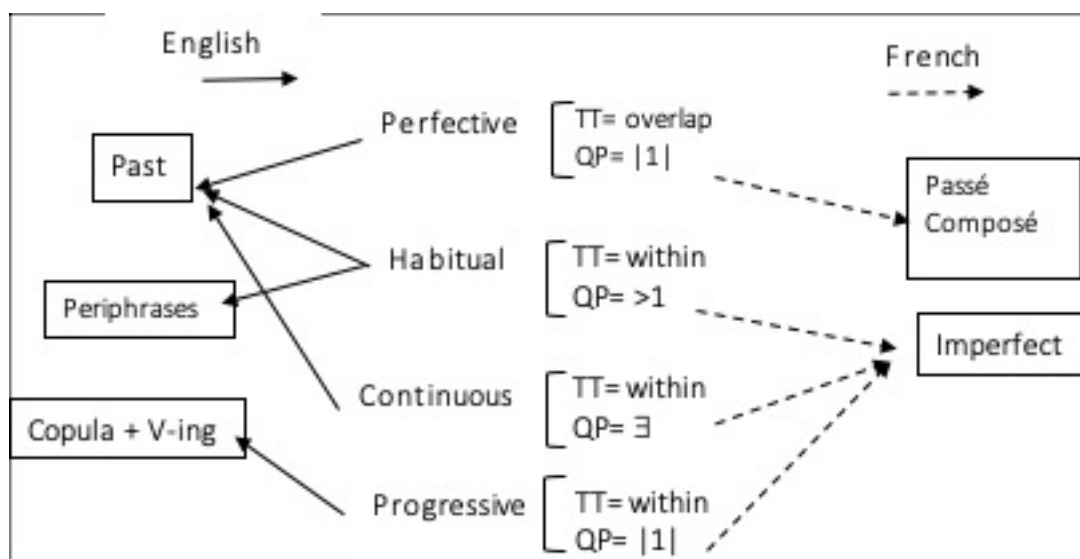 English
French
Perfective
TT= overlap
QP= |1|
Past
Passé
Composé
Habitual
TT= within
QP= >1
Periphrases
Imperfect
Continuous
TT= within
QP= ∃
Copula + V-ing
Progressive
TT= within
QP= |1|